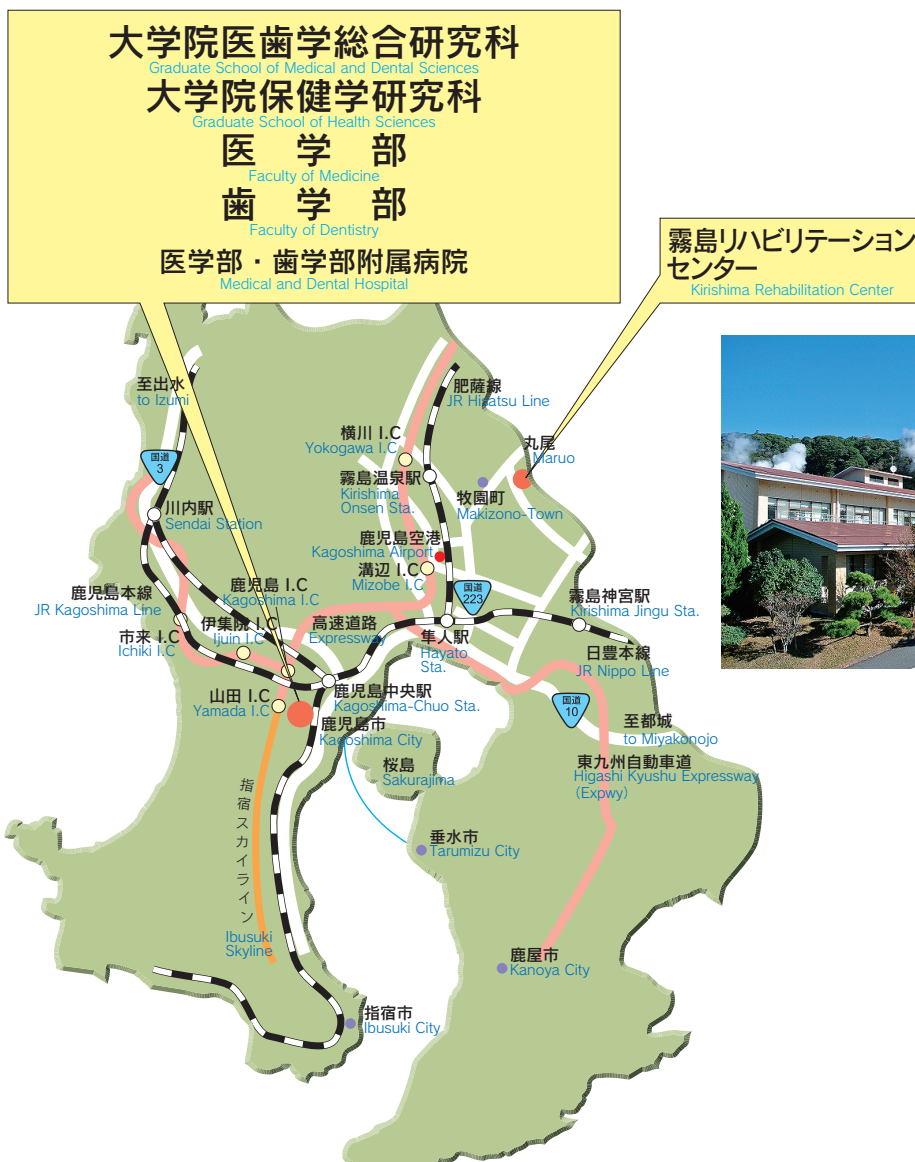 大学院医歯学総合研究科
Graduate School of Medical and Dental Sciences
大学院保健学研究科
Graduate School of Health Sciences
医 学 部
Faculty of Medicine
歯 学 部
Faculty of Dentistry
医学部・歯学部附属病院
Medical and Dental Hospital
霧島リハビリテーション
センター
Kirishima Rehabilitation Center
至出水
to Izumi
肥薩線
JR Hisatsu Line
横川 I.C
Yokogawa I.C
丸尾
Maruo
国道
3
霧島温泉駅
Kirishima
Onsen Sta.
牧園町
Makizono-Town
川内駅
Sendai Station
鹿児島空港
Kagoshima Airport
溝辺 I.C
Mizobe I.C
鹿児島本線
JR Kagoshima Line
鹿児島 I.C
Kagoshima I.C
国道
223
霧島神宮駅
Kirishima Jingu Sta.
市来 I.C
Ichiki I.C
伊集院 I.C
Ijuin I.C
高速道路
Expressway
隼人駅
Hayato
Sta.
日豊本線
JR Nippo Line
山田 I.C
Yamada I.C
鹿児島中央駅
Kagoshima-Chuo Sta.
国道
10
鹿児島市
Kagoshima City
至都城
to Miyakonojo
桜島
Sakurajima
東九州自動車道
Higashi Kyushu Expressway
(Expwy)
指宿スカイライン
Ibusuki
Skyline
垂水市
Tarumizu City
鹿屋市
Kanoya City
指宿市
Ibusuki City